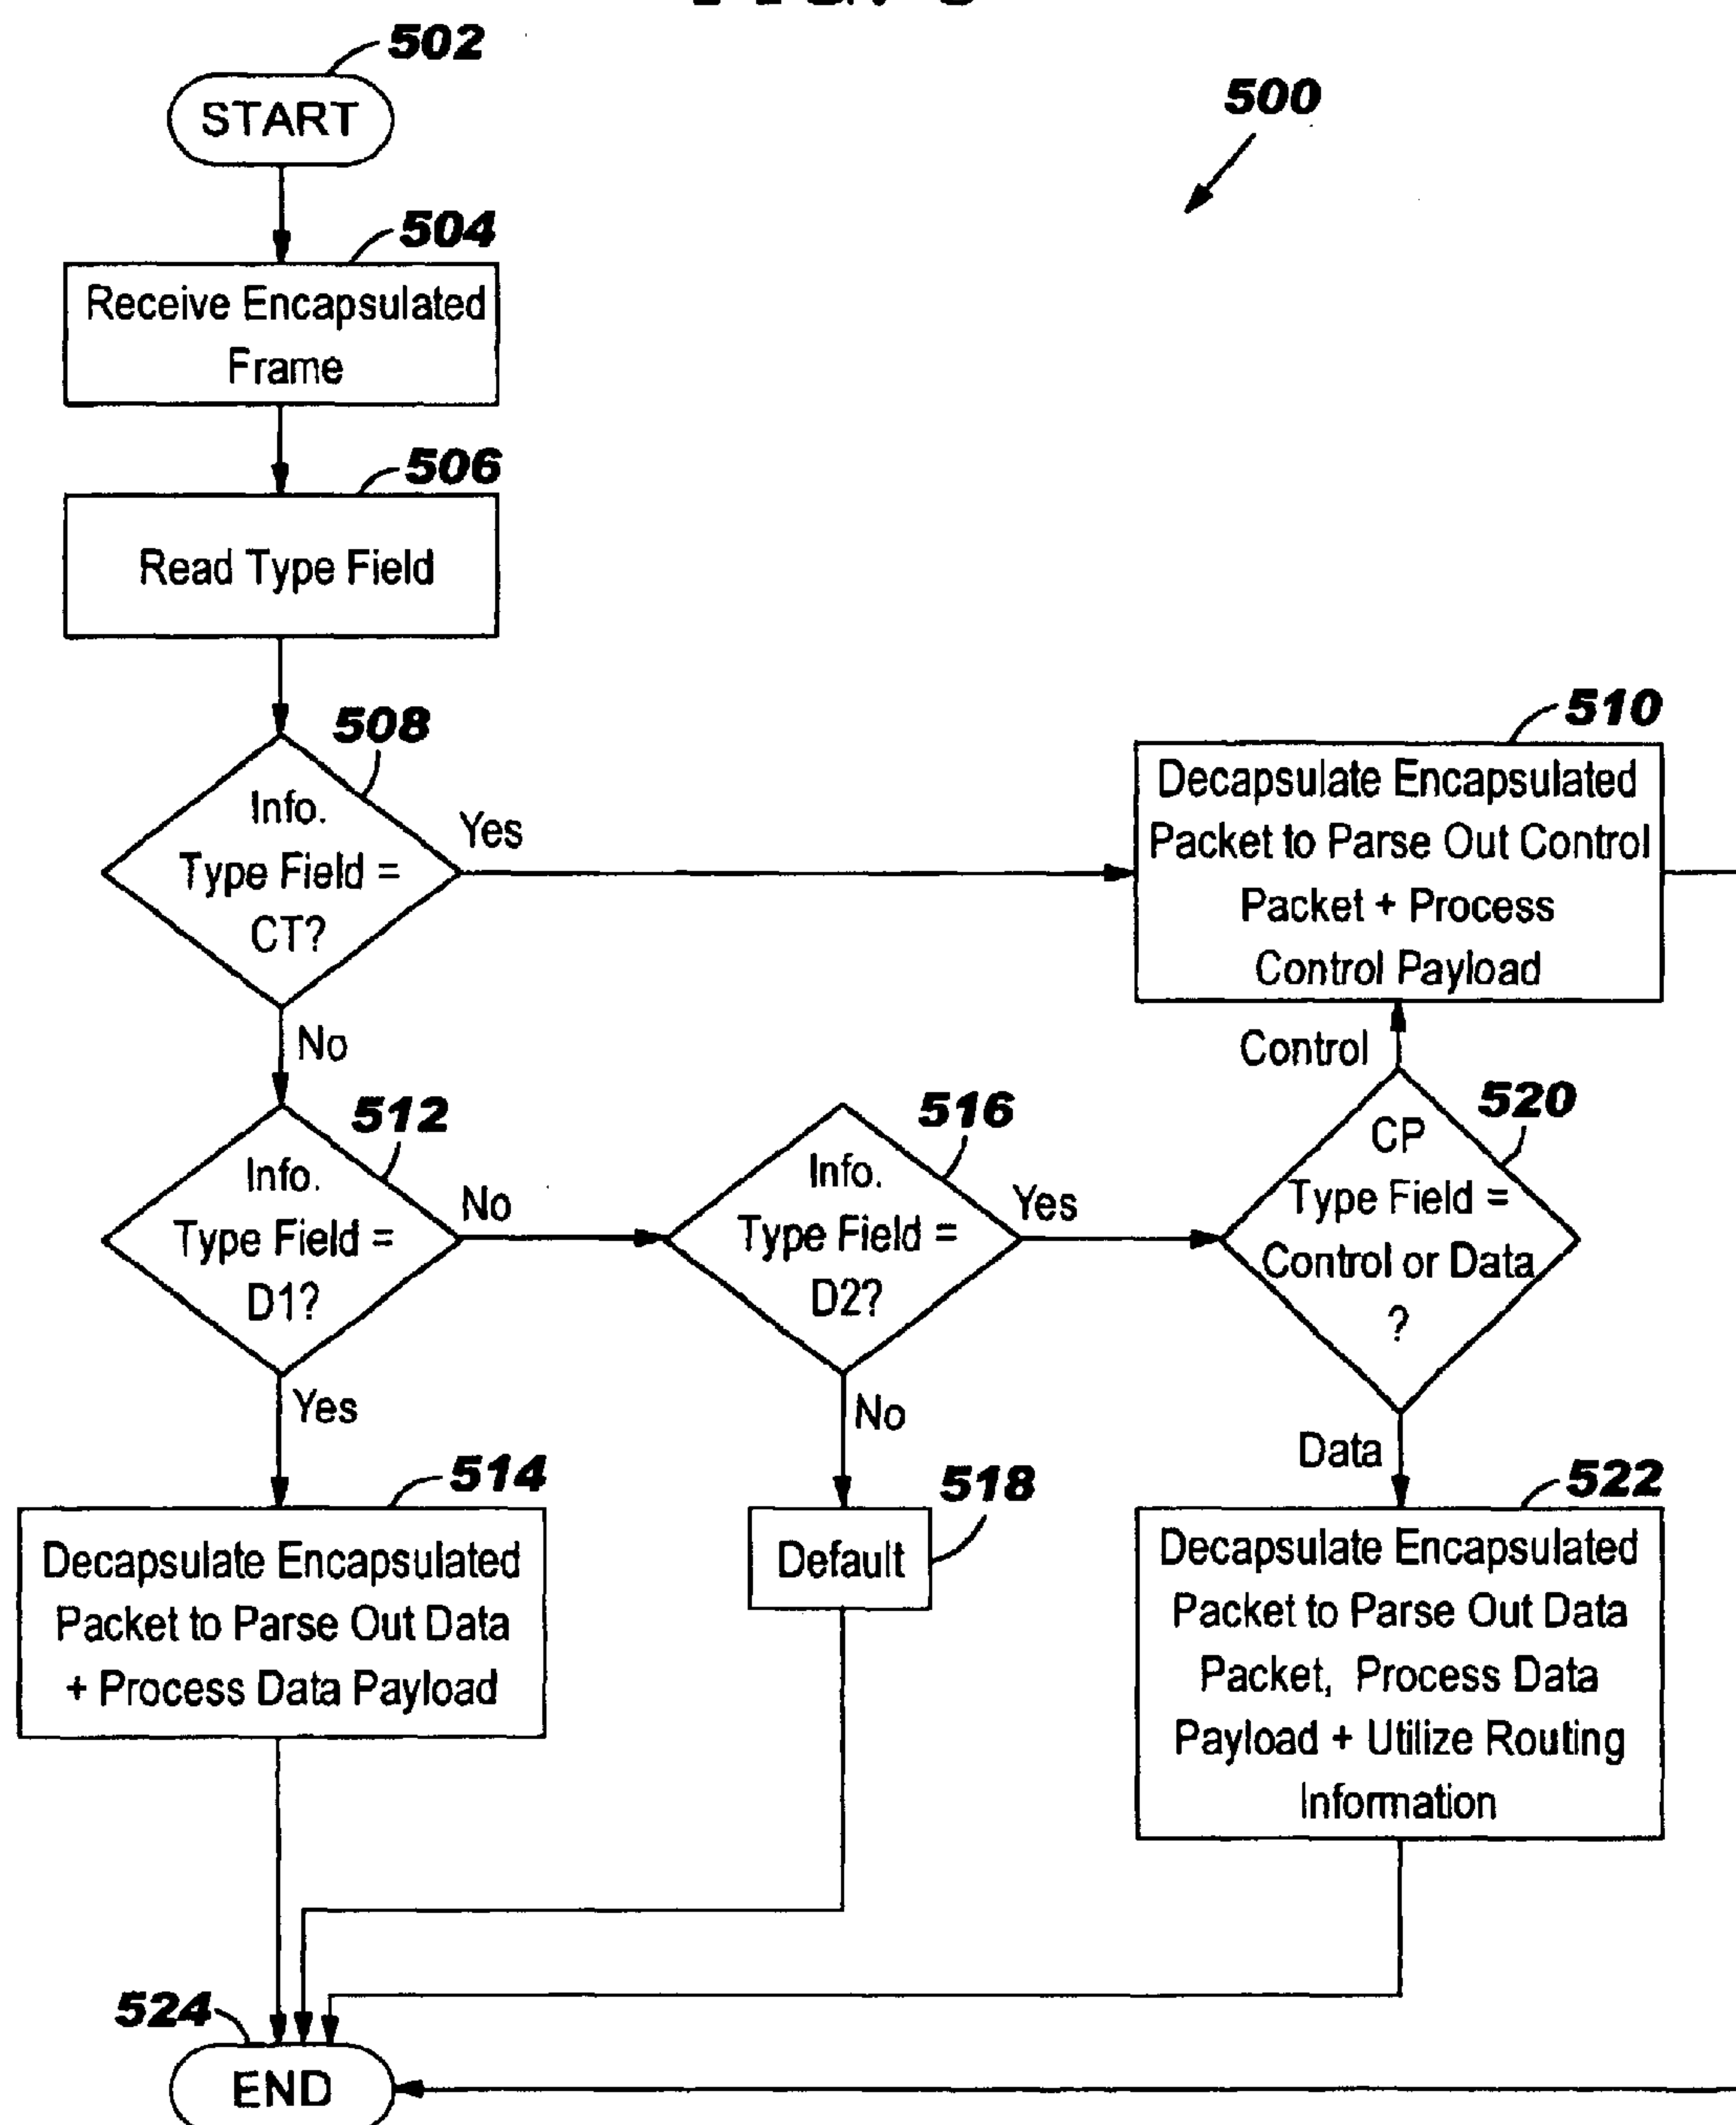 502
START
500
504
Receive Encapsulated
Frame
506
Read Type Field
508
Info.
Type Field =
CT?
Yes
No
510
Decapsulate Encapsulated
Packet to Parse Out Control
Packet + Process
Control Payload
Control
512
Info.
Type Field =
D1?
No
Yes
516
Info.
Type Field =
D2?
Yes
No
520
CP
Type Field =
Control or Data
?
Data
514
Decapsulate Encapsulated
Packet to Parse Out Data
+ Process Data Payload
518
Default
522
Decapsulate Encapsulated
Packet to Parse Out Data
Packet, Process Data
Payload + Utilize Routing
Information
524
END